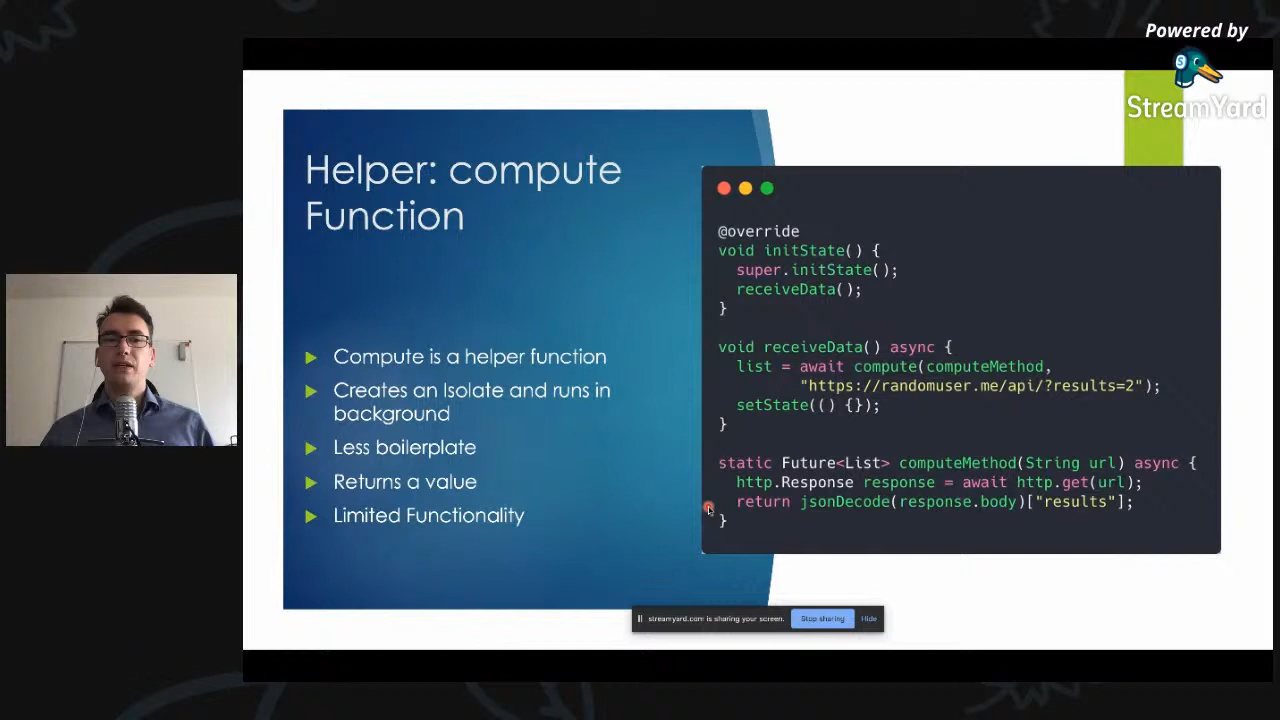 Powered by
StreamYard
Helper: compute
Function
Compute is a helper function
Creates an Isolate and runs in
background
Less boilerplate
Returns a value
Limited Functionality
@override
void initState() {
  super.initState();
  receiveData();
}
void receiveData() async {
  list = await compute(computeMethod,
         "https://randomuser.me/api/?results=2");
  setState(() {});
}
static Future<List> computeMethod(String url) async {
  http.Response response = await http.get(url);
  return jsonDecode(response.body)["results"];
}
streamyard.com is sharing your screen. Stop sharing Hide